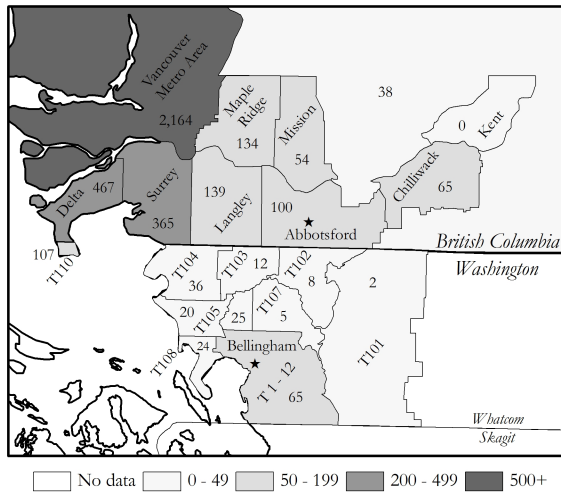 Vancouver
Metro Area
2,164
Maple
Ridge
134
Mission
54
38
Kent
0
Chilliwack
65
Delta
467
Surrey
365
Langley
139
100
Abbotsford
British Columbia
Washington
107
T110
T104
36
T103
12
T102
8
2
T101
20
T105
25
T107
5
T108
24
Bellingham
T 1 - 12
65
Whatcom
Skagit
No data
0 - 49
50 - 199
200 - 499
500+